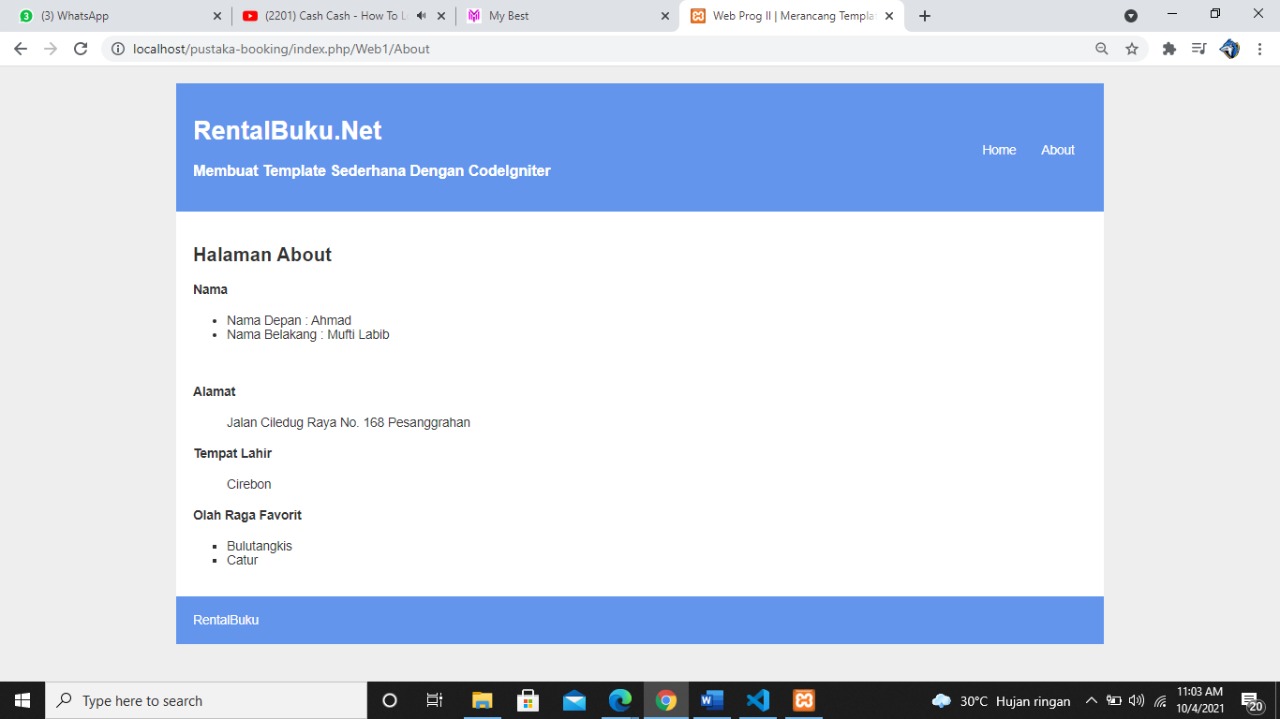 (3) WhatsApp
(2201) Cash Cash - How To L
My Best
Web Prog II | Merancang Templa
localhost/pustaka-booking/index.php/Web1/About
RentalBuku.Net
Membuat Template Sederhana Dengan CodeIgniter
Home About
Halaman About
Nama
• Nama Depan : Ahmad
• Nama Belakang : Mufti Labib
Alamat
Jalan Ciledug Raya No. 168 Pesanggrahan
Tempat Lahir
Cirebon
Olah Raga Favorit
▪ Bulutangkis
▪ Catur
RentalBuku
Type here to search
30°C Hujan ringan
11:03 AM
10/4/2021
20